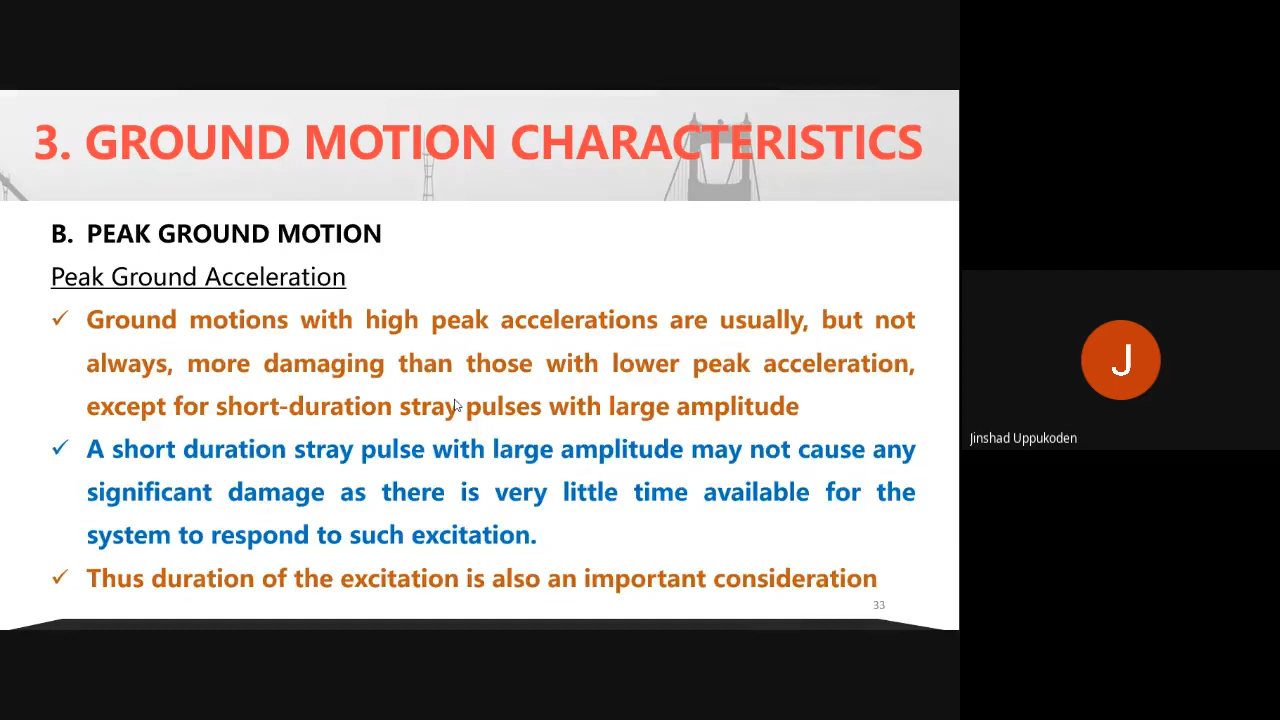 3. GROUND MOTION CHARACTERISTICS
B. PEAK GROUND MOTION
Peak Ground Acceleration
✓ Ground motions with high peak accelerations are usually, but not
always, more damaging than those with lower peak acceleration,
except for short-duration stray pulses with large amplitude
✓ A short duration stray pulse with large amplitude may not cause any
significant damage as there is very little time available for the
system to respond to such excitation.
✓ Thus duration of the excitation is also an important consideration
33
J
Jinshad Uppukoden